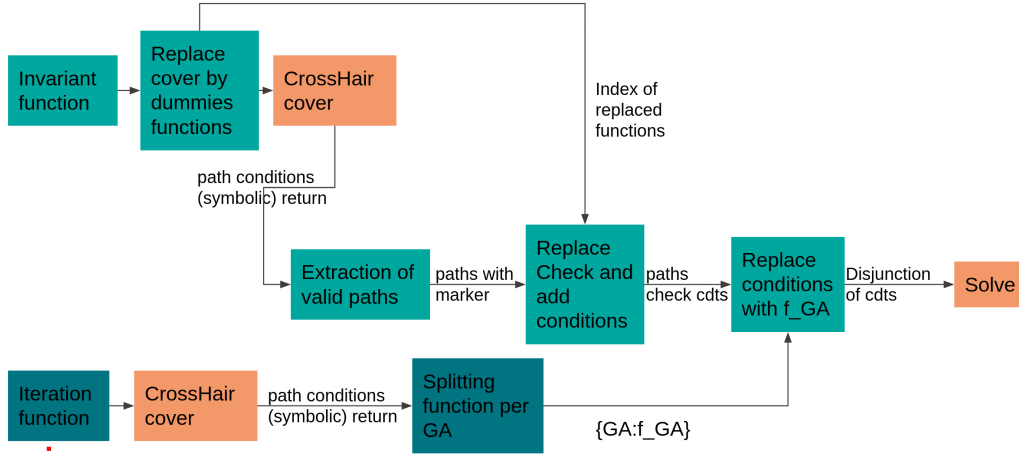 Invariant
function
Replace
cover by
dummies
functions
CrossHair
cover
Index of
replaced
functions
path conditions
(symbolic) return
Extraction of
valid paths
paths with
marker
Replace
Check and
add
conditions
paths
check cdts
Replace
conditions
with f_GA
Disjunction
of cdts
Solve
Iteration
function
CrossHair
cover
path conditions
(symbolic) return
Splitting
function per
GA
{GA:f_GA}